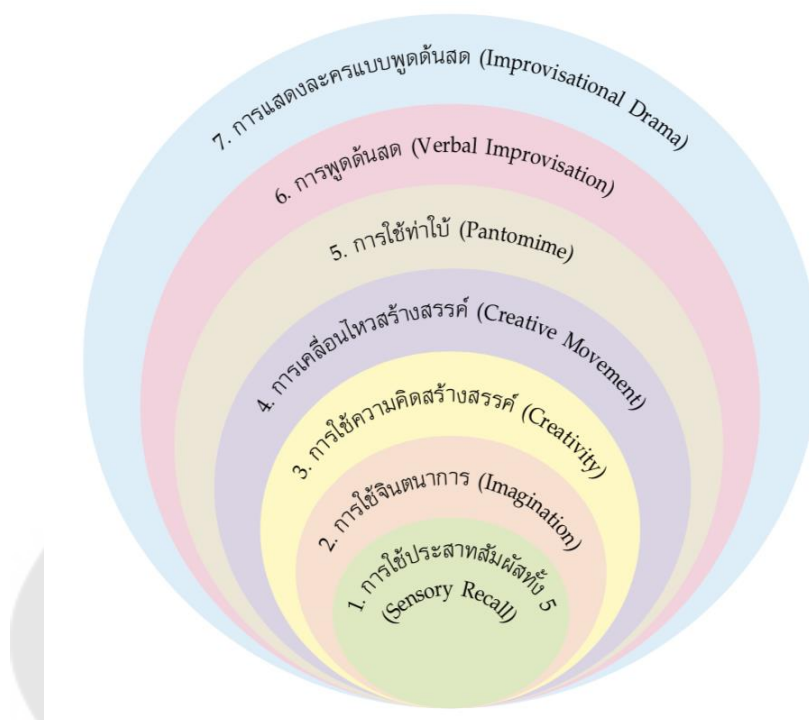 7. การแสดงละครแบบพูดด้นสด (Improvisational Drama)
6. การพูดด้นสด (Verbal Improvisation)
5. การใช้ท่าใบ้ (Pantomime)
4. การเคลื่อนไหวสร้างสรรค์ (Creative Movement)
3. การใช้ความคิดสร้างสรรค์ (Creativity)
2. การใช้จินตนาการ (Imagination)
1. การใช้ประสาทสัมผัสทั้ง 5
(Sensory Recall)